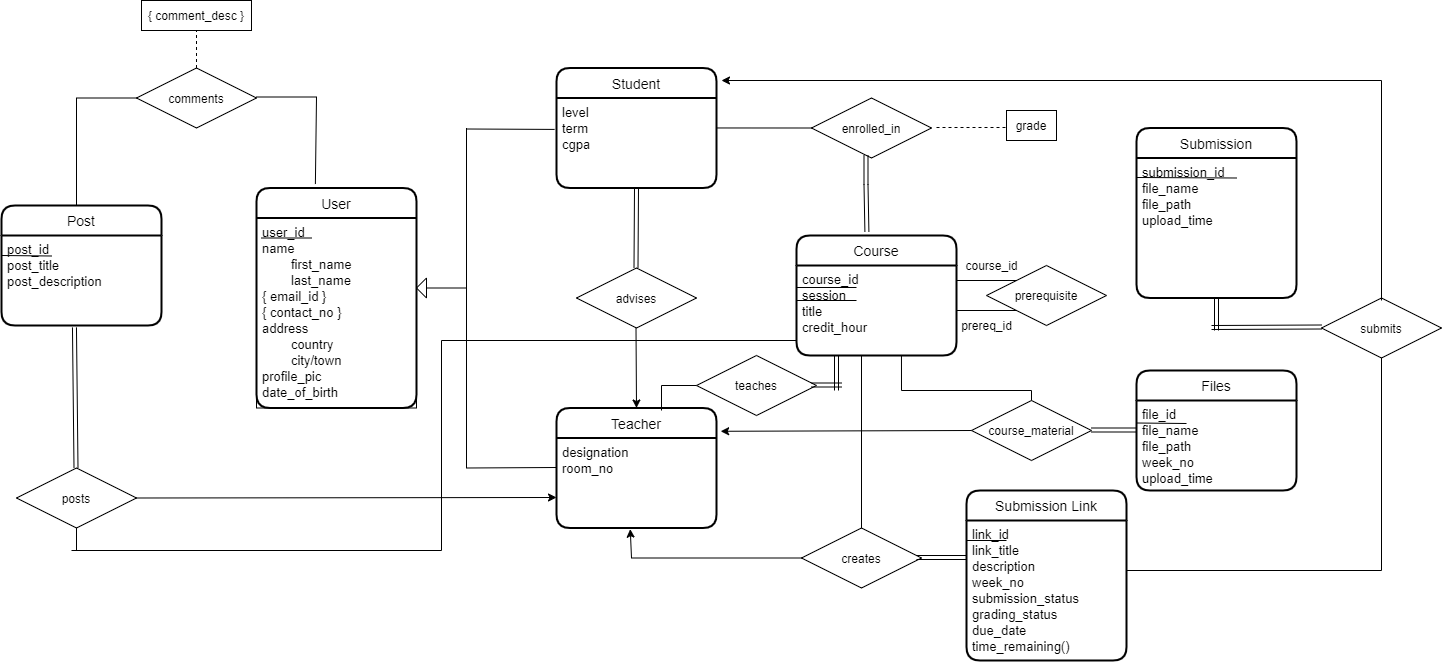 { comment_desc }
comments
Post
post_id
post_title
post_description
User
user_id
name
first_name
last_name
{ email_id }
{ contact_no }
address
country
city/town
profile_pic
date_of_birth
Student
level
term
cgpa
enrolled_in
grade
advises
Course
course_id
session
title
credit_hour
course_id
prerequisite
prereq_id
Submission
submission_id
file_name
file_path
upload_time
submits
teaches
Teacher
designation
room_no
course_material
Files
file_id
file_name
file_path
week_no
upload_time
posts
creates
Submission Link
link_id
link_title
description
week_no
submission_status
grading_status
due_date
time_remaining()